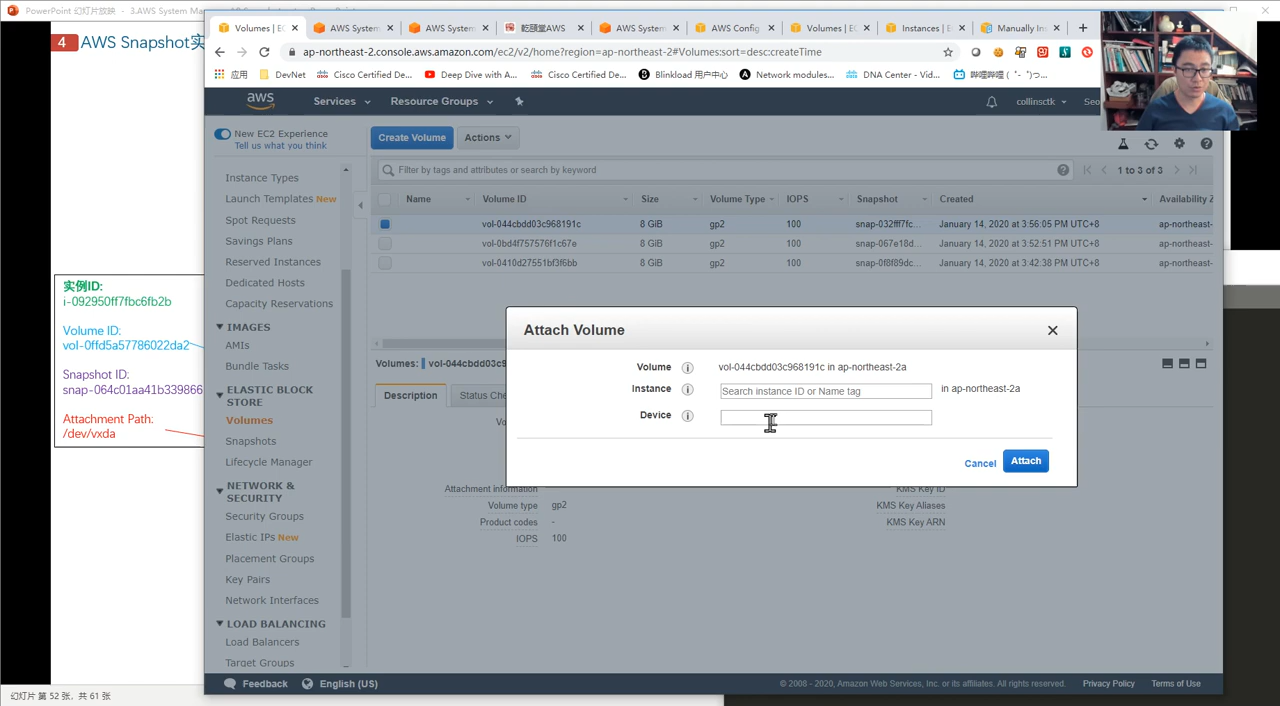 PowerPoint 幻灯片放映 - 3.AWS System Ma
4 AWS Snapshot实
实例ID:
i-092950ff7fbc6fb2b
Volume ID:
vol-0ffd5a57786022da2
Snapshot ID:
snap-064c01aa41b339866
Attachment Path:
/dev/vxda
幻灯片 第 52 张，共 61 张
Volumes | EC
AWS System
AWS Syste
乾颐堂
AWS System
AWS Co
Volumes | E
Instances | E
Manually In
ap-northeast-2.conso
v2/home?region=ap-northeast-2#Volumes:sort=desc:createTime
应用
DevNet
Cisco Certified De...
Deep Dive with A...
Cisco Certified De...
Blinkload 用户中心
Network modules...
DNA Center - Vid...
哔哩哔哩 (゜-゜)つ...
aws
Services
Resource Groups
collinsctk
Seo
New EC2 Experience
Tell us what you think
Instance Types
Launch Templates New
Spot Requests
Savings Plans
Reserved Instances
Dedicated Hosts
Capacity Reservations
IMAGES
AMIs
Bundle Tasks
ELASTIC BLOCK
STORE
Volumes
Snapshots
Lifecycle Manager
NETWORK &
SECURITY
Security Groups
Elastic IPs New
Placement Groups
Key Pairs
Network Interfaces
LOAD BALANCING
Load Balancers
Target Groups
Create Volume
Actions
Filter by tags and attributes or search by keyword
1 to 3 of 3
Name Volume ID Size Volume Type IOPS Snapshot Created Availability Z
vol-044cbdd03c968191c 8 GiB gp2 100 snap-032fff7fc... January 14, 2020 at 3:56:05 PM UTC+8 ap-northeast-
vol-0bd4f757576f1c67e 8 GiB gp2 100 snap-067e18d... January 14, 2020 at 3:52:51 PM UTC+8 ap-northeast-
vol-0410d27551bf3f6bb 8 GiB gp2 100 snap-0f8f89dc... January 14, 2020 at 3:42:38 PM UTC+8 ap-northeast-
Volumes: vol-044cbdd03c9
Description
Status Che
Attach Volume
Volume vol-044cbdd03c968191c in ap-northeast-2a
Instance Search instance ID or Name tag in ap-northeast-2a
Device
Cancel
Attach
Attachment information
Volume type gp2
Product codes -
IOPS 100
KMS Key ID
KMS Key Aliases
KMS Key ARN
Feedback
English (US)
© 2008 - 2020, Amazon Web Services, Inc. or its affiliates. All rights reserved.
Privacy Policy
Terms of Use